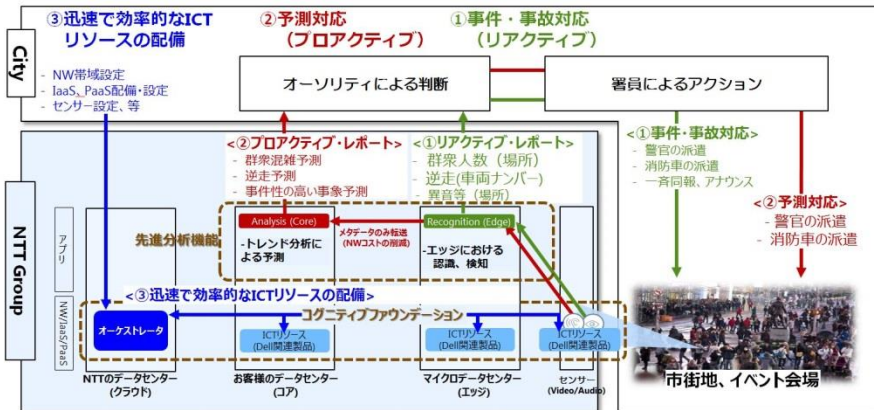 ③迅速で効率的なICT
リソースの配備
②予測対応
（プロアクティブ）
①事件・事故対応
（リアクティブ）
City
- NW帯域設定
- IaaS、PaaS配備・設定
- センサー設定、等
オーソリティによる判断
署員によるアクション
<②プロアクティブ・レポート>
- 群衆混雑予測
- 逆走予測
- 事件性の高い事象予測
<①リアクティブ・レポート>
- 群衆人数（場所）
- 逆走(車両ナンバー)
- 異音等（場所）
<①事件・事故対応>
- 警官の派遣
- 消防車の派遣
- 一斉同報、アナウンス
<②予測対応>
- 警官の派遣
- 消防車の派遣
NTT Group
アプリ
先進分析機能
Analysis (Core)
- トレンド分析による予測
メタデータのみ転送
(NWコストの削減)
Recognition (Edge)
-エッジにおける
認識、検知
NW/IaaS/PaaS
<③迅速で効率的なICTリソースの配備>
コグニティブファウンデーション
オーケストレータ
ICTリソース
(Dell関連製品)
ICTリソース
(Dell関連製品)
ICTリソース
(Dell関連製品)
NTTのデータセンター
(クラウド)
お客様のデータセンター
(コア)
マイクロデータセンター
(エッジ)
センサー
(Video/Audio)
市街地、イベント会場